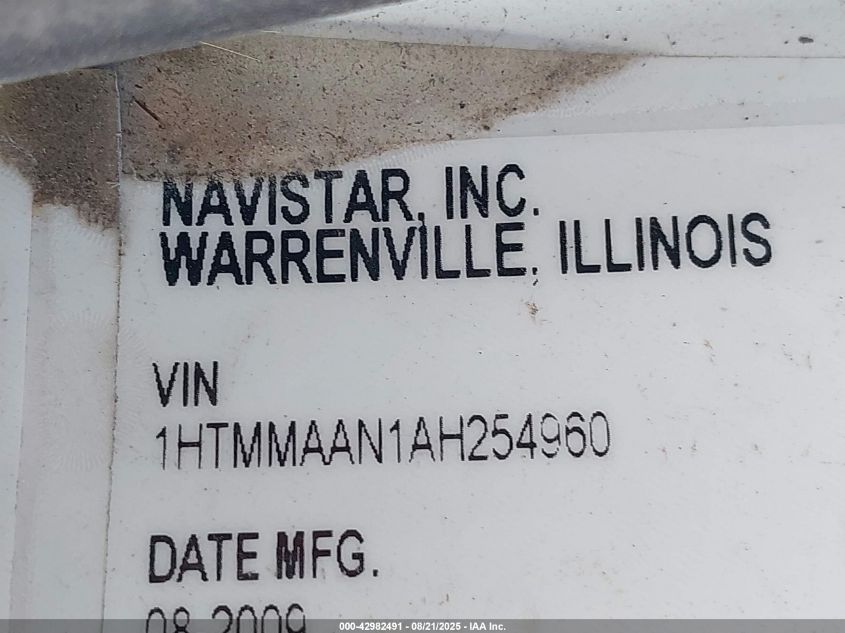 NAVISTAR, INC.
WARRENVILLE, ILLINOIS
VIN
1HTMMAAN1AH254960
DATE MFG.
08 2009
000-42982491 - 08/21/2025 - IAA Inc.